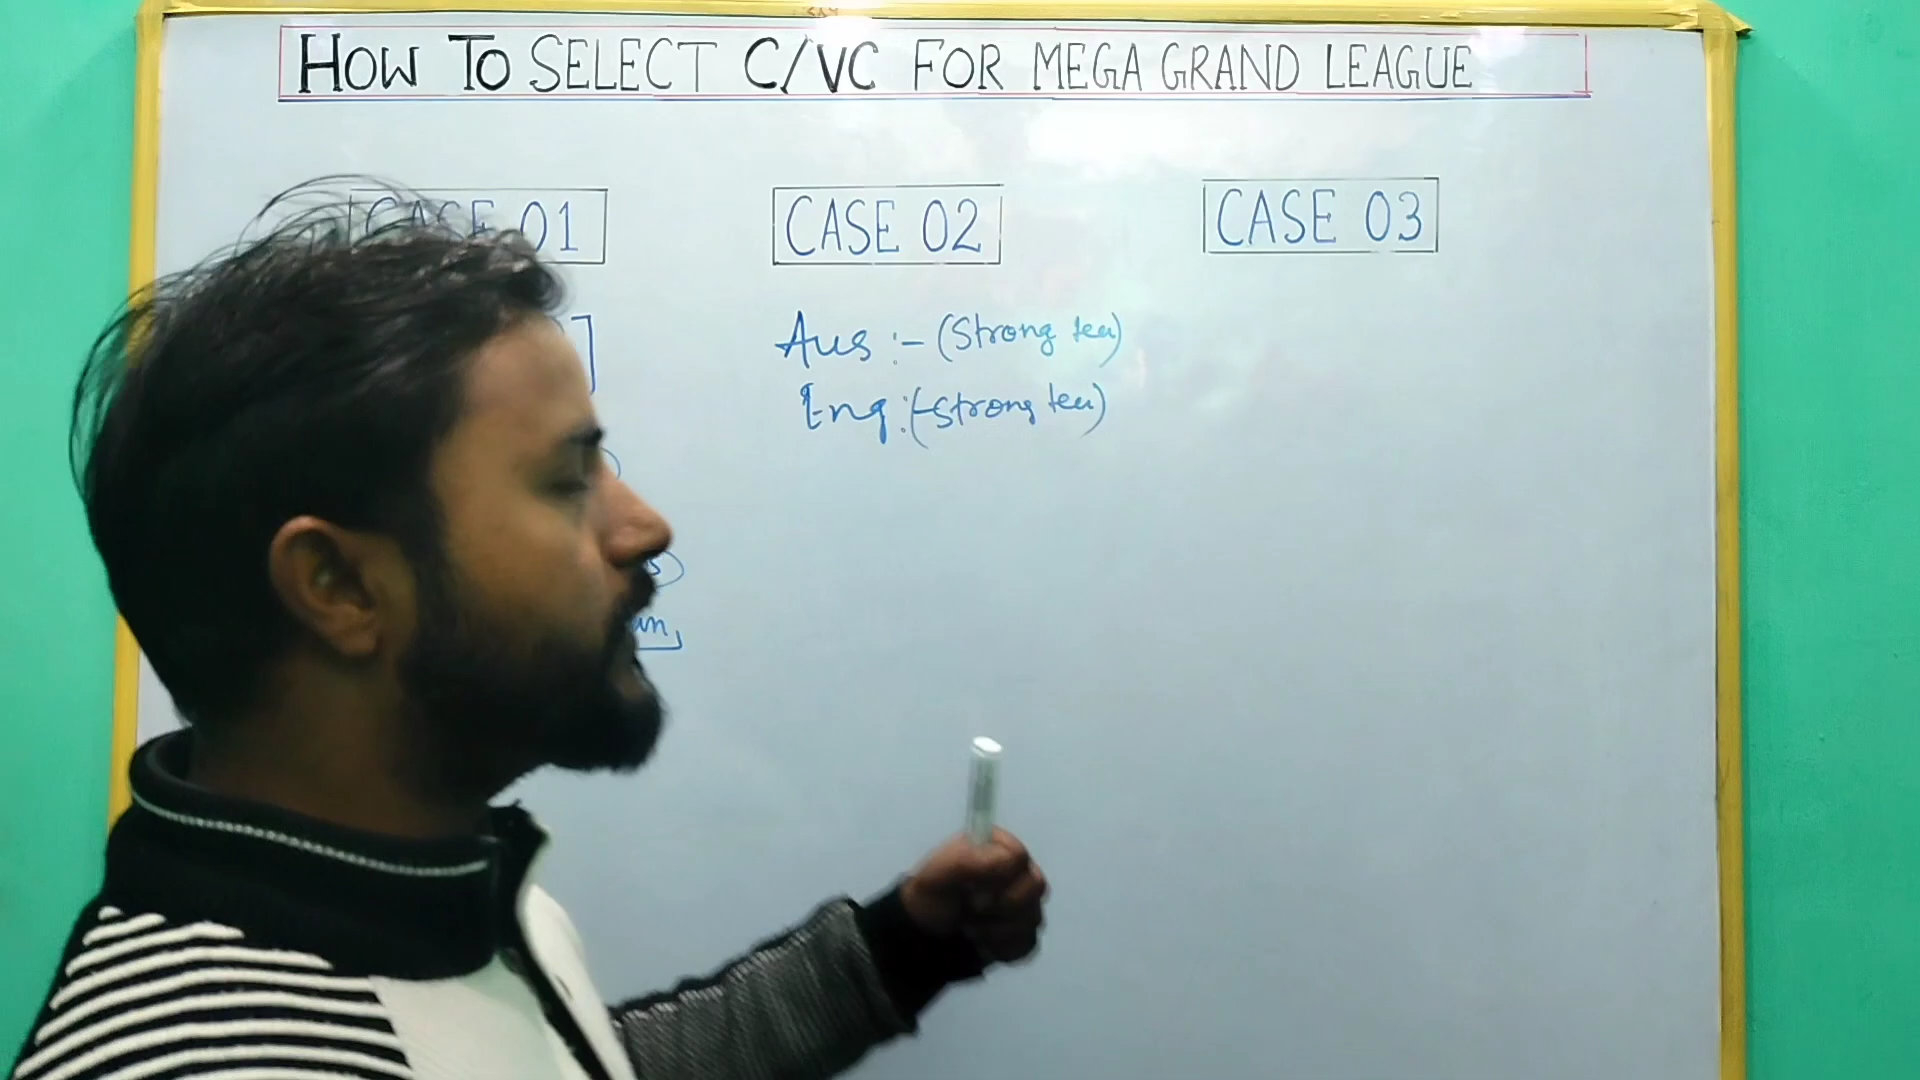 HOW TO SELECT C/VC FOR MEGA GRAND LEAGUE
CASE 01
CASE 02
CASE 03
Aus :- (Strong tea)
Eng :- (Strong tea)